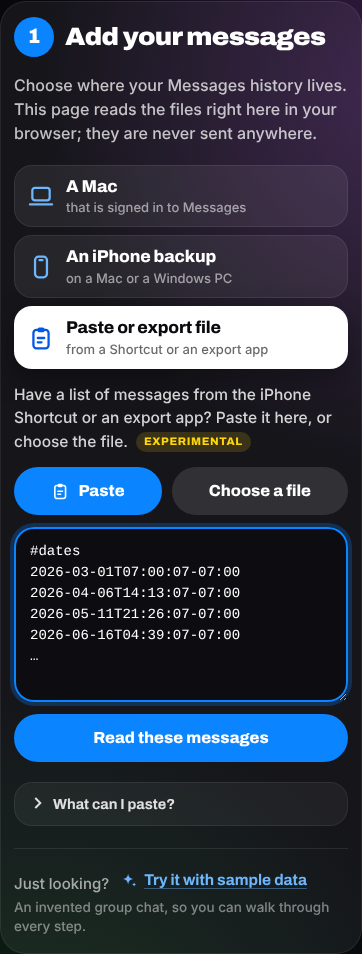 1 Add your messages
Choose where your Messages history lives.
This page reads the files right here in your
browser; they are never sent anywhere.
A Mac
that is signed in to Messages
An iPhone backup
on a Mac or a Windows PC
Paste or export file
from a Shortcut or an export app
Have a list of messages from the iPhone
Shortcut or an export app? Paste it here, or
choose the file. EXPERIMENTAL
Paste Choose a file
#dates
2026-03-01T07:00:07-07:00
2026-04-06T14:13:07-07:00
2026-05-11T21:26:07-07:00
2026-06-16T04:39:07-07:00
…
Read these messages
What can I paste?
Just looking? Try it with sample data
An invented group chat, so you can walk through
every step.